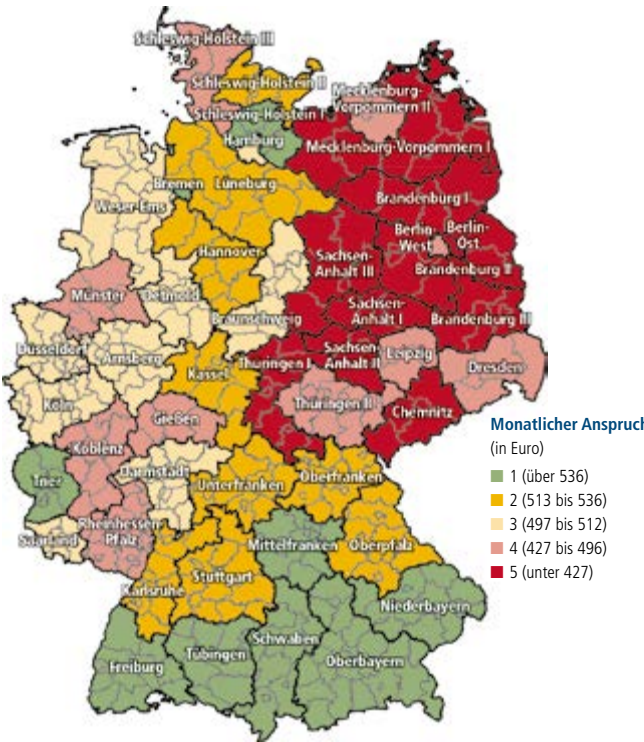 Schleswig-Holstein III
Schleswig-Holstein II
Mecklenburg-
Vorpommern II
Schleswig-Holstein I
Hamburg
Mecklenburg-Vorpommern I
Bremen
Lüneburg
Weser-Ems
Brandenburg I
Berlin-
West
Berlin-
Ost
Hannover
Sachsen-
Anhalt III
Brandenburg II
Münster
Detmold
Braunschweig
Sachsen-
Anhalt I
Brandenburg III
Düsseldorf
Arnsberg
Kassel
Thüringen I
Sachsen-
Anhalt II
Leipzig
Dresden
Köln
Gießen
Thüringen II
Chemnitz
Koblenz
Trier
Darmstadt
Unterfranken
Oberfranken
Saarland
Rheinhessen-
Pfalz
Mittelfranken
Oberpfalz
Karlsruhe
Stuttgart
Niederbayern
Schwaben
Freiburg
Tübingen
Oberbayern
Monatlicher Anspruch
(in Euro)
1 (über 536)
2 (513 bis 536)
3 (497 bis 512)
4 (427 bis 496)
5 (unter 427)